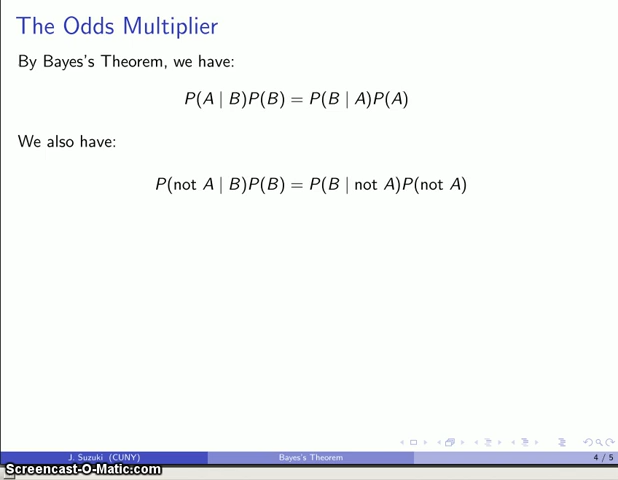 The Odds Multiplier
By Bayes's Theorem, we have:
P(A | B)P(B) = P(B | A)P(A)
We also have:
P(not A | B)P(B) = P(B | not A)P(not A)
J. Suzuki (CUNY) Bayes's Theorem 4 / 5
Screencast-O-Matic.com